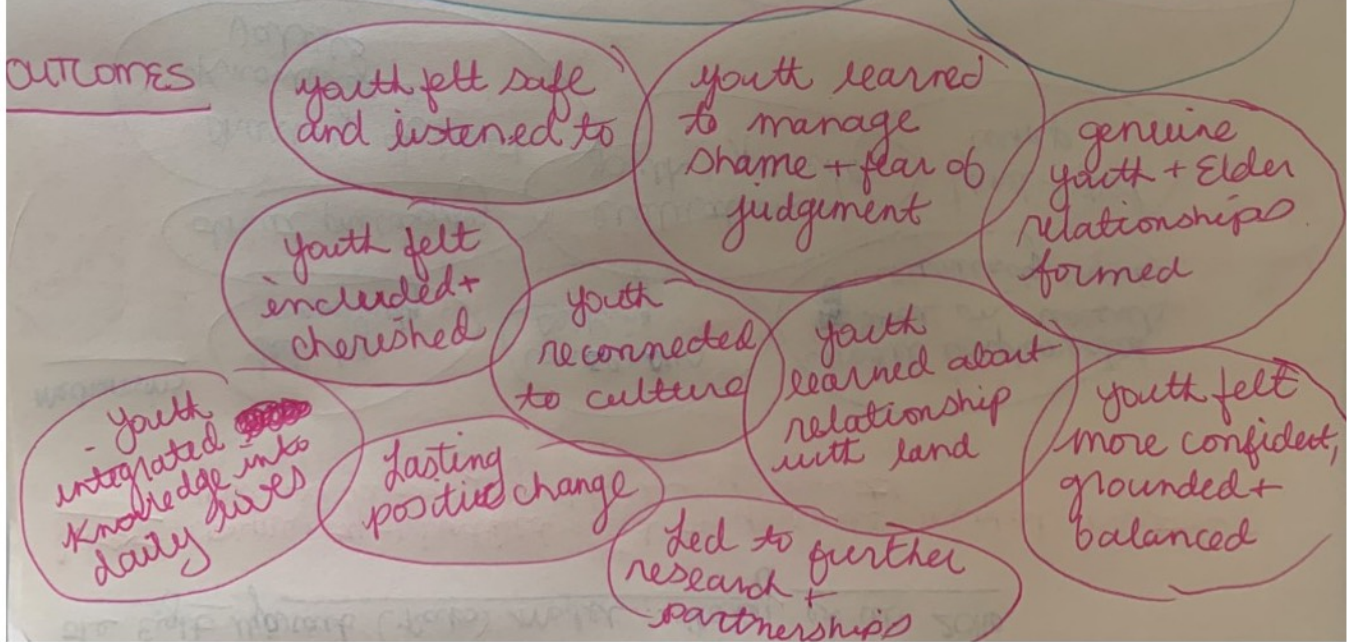 OUTCOMES
youth felt safe
and listened to
youth learned
to manage
shame + fear of
judgement
genuine
youth + Elder
relationships
formed
youth felt
included +
cherished
youth
reconnected
to culture
youth
learned about
relationship
with land
youth felt
more confident,
grounded +
balanced
youth
integrated
knowledge into
daily lives
Lasting
positive change
Led to further
research +
partnerships